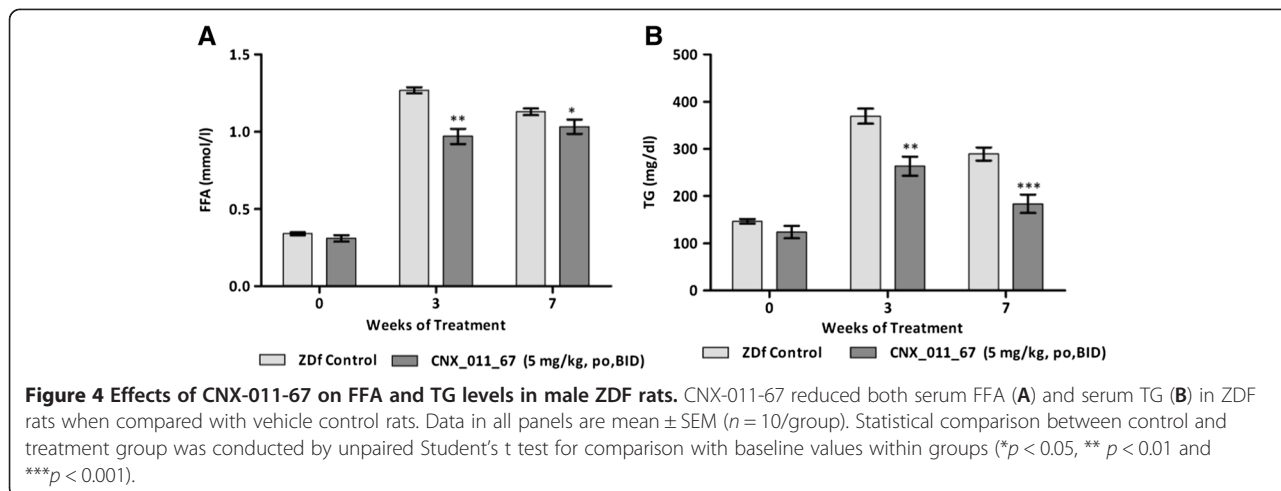 A
1.5
1.0
0.5
0.0
FFA (mmol/l)
**
*
0
3
7
Weeks of Treatment
ZDf Control
CNX_011_67 (5 mg/kg, po,BID)
B
500
400
300
200
100
0
TG (mg/dl)
**
***
0
3
7
Weeks of Treatment
ZDf Control
CNX_011_67 (5 mg/kg, po,BID)
Figure 4 Effects of CNX-011-67 on FFA and TG levels in male ZDF rats. CNX-011-67 reduced both serum FFA (A) and serum TG (B) in ZDF
rats when compared with vehicle control rats. Data in all panels are mean ± SEM (n = 10/group). Statistical comparison between control and
treatment group was conducted by unpaired Student's t test for comparison with baseline values within groups (*p < 0.05, ** p < 0.01 and
***p < 0.001).